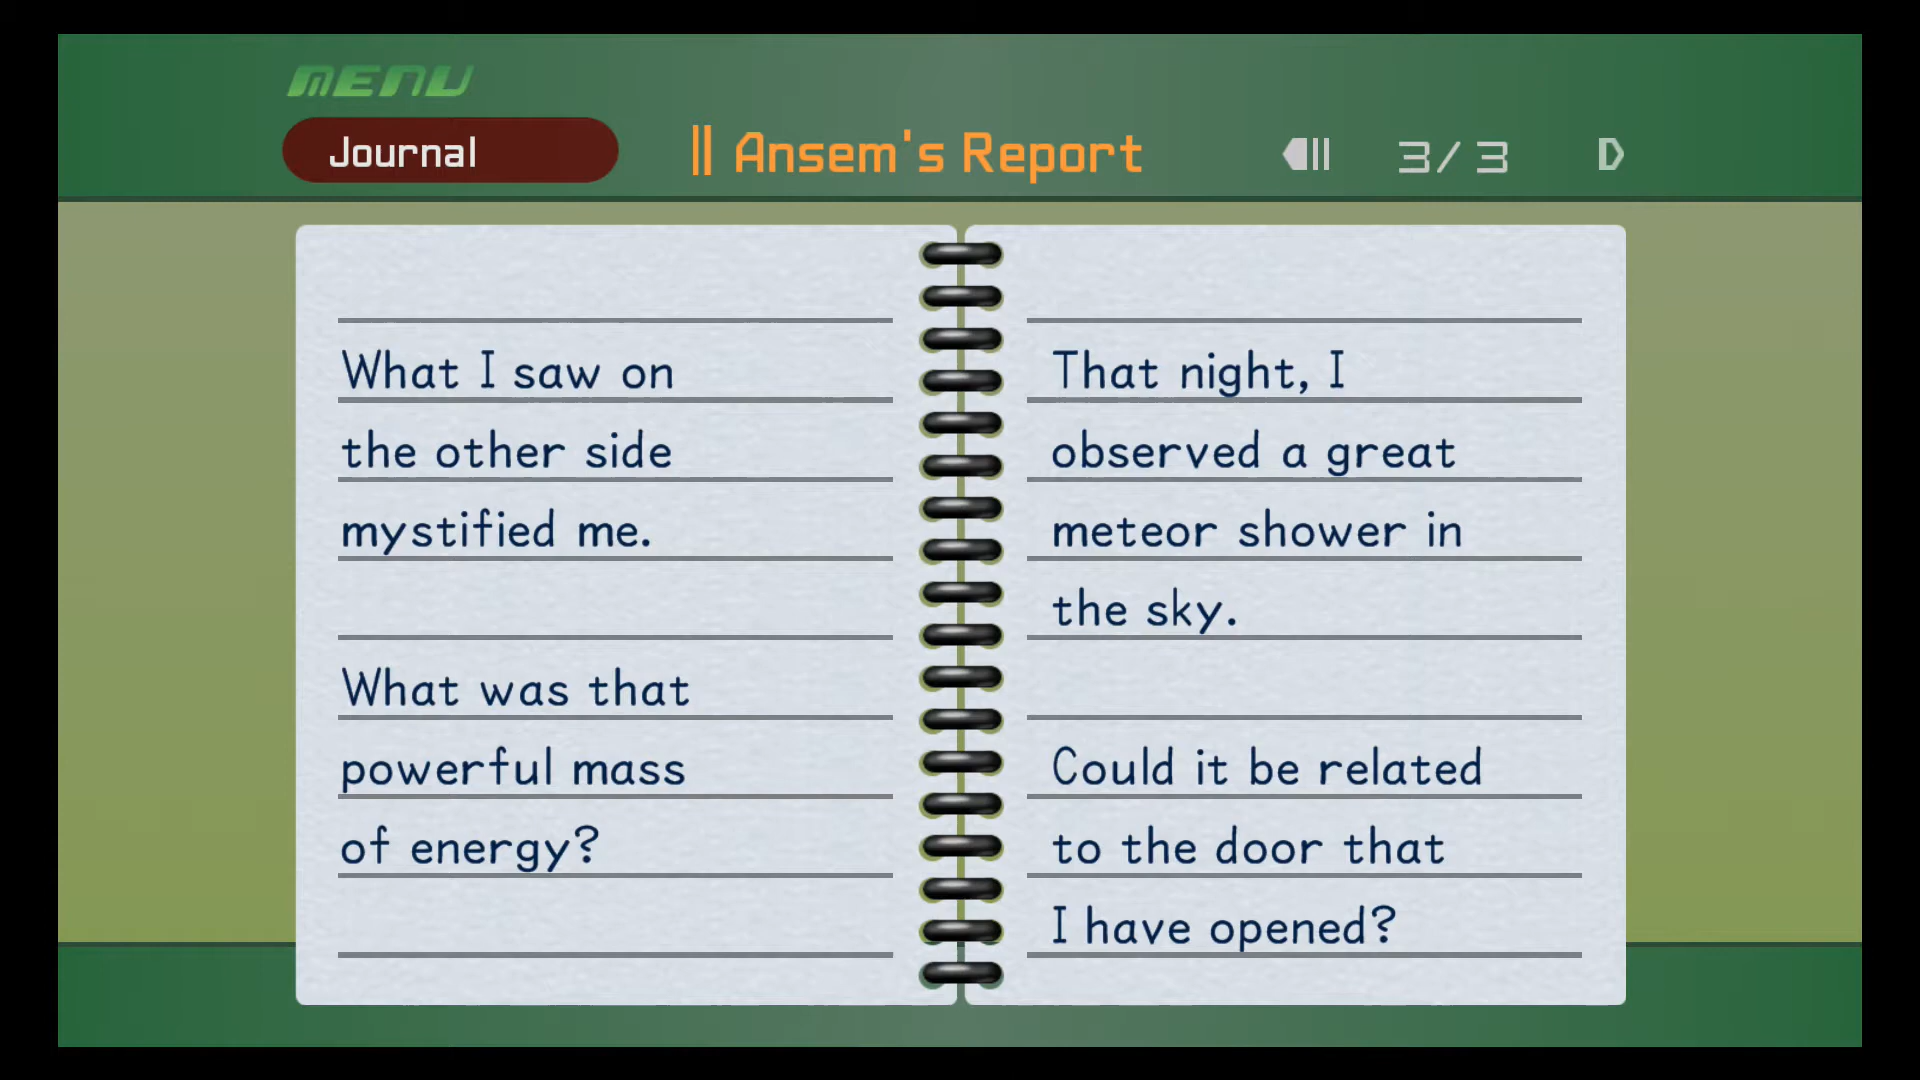 MENU
Journal
Ansem's Report
3/3
What I saw on
the other side
mystified me.
What was that
powerful mass
of energy?
That night, I
observed a great
meteor shower in
the sky.
Could it be related
to the door that
I have opened?